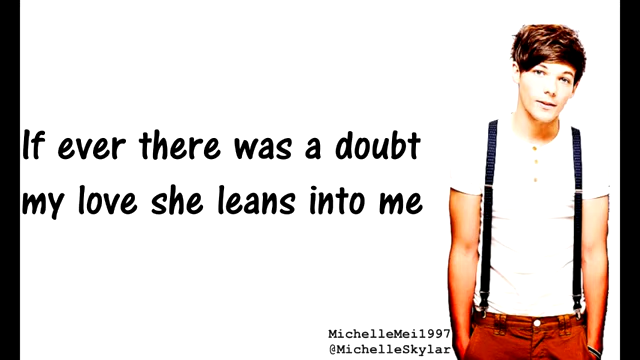 If ever there was a doubt
my love she leans into me
MichelleMei1997
@MichelleSkylar